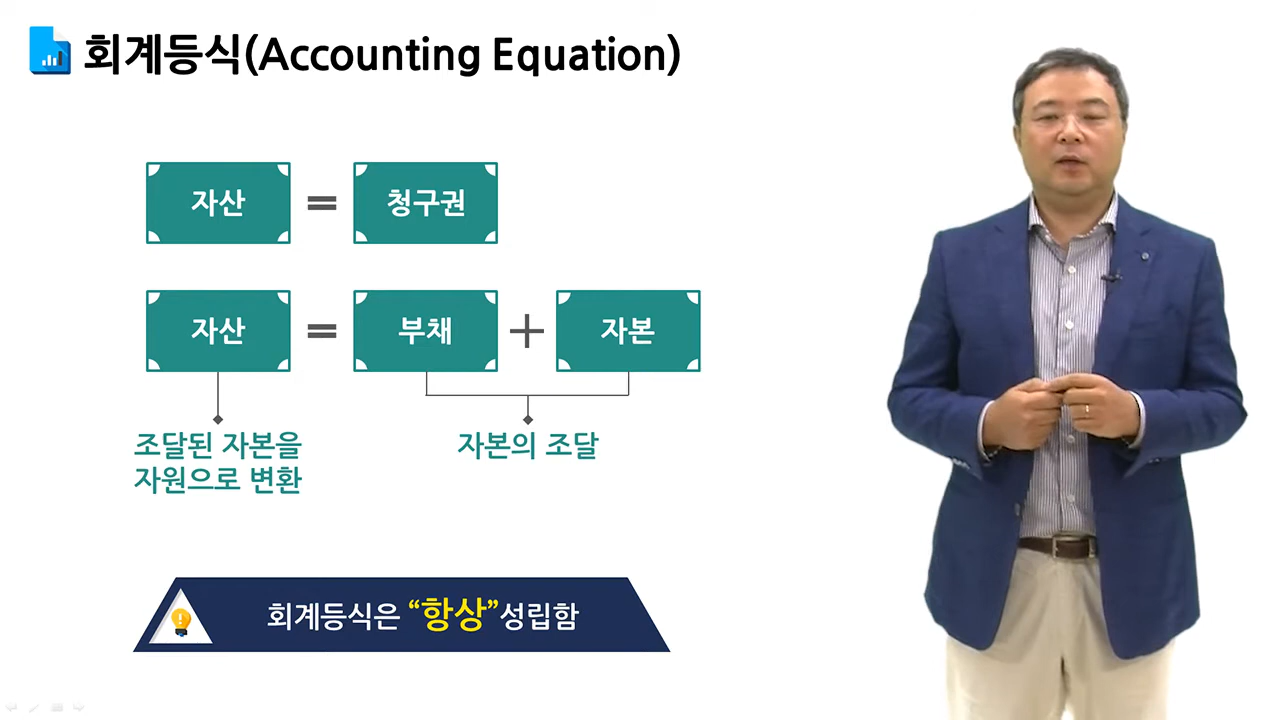 회계등식(Accounting Equation)
자산 = 청구권
자산 = 부채 + 자본
조달된 자본을
자원으로 변환
자본의 조달
회계등식은 “항상”성립함